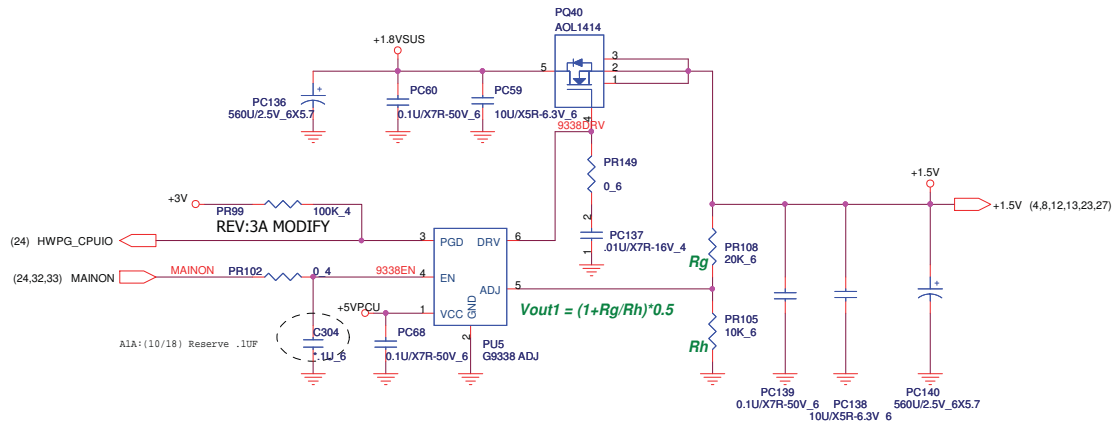 PQ40
AOL1414
+1.8VSUS
5
3
2
1
4
9338DRV
PC136
560U/2.5V_6X5.7
+
PC60
0.1U/X7R-50V_6
PC59
10U/X5R-6.3V_6
PR149
0_6
2
PC137
.01U/X7R-16V_4
1
+3V
PR99
100K_4
REV:3A MODIFY
(24) HWPG_CPUIO
(24,32,33) MAINON
MAINON
PR102
0_4
9338EN
3
PGD
DRV
6
4
EN
ADJ
5
1
VCC
GND
2
PU5
G9338 ADJ
+5VPCU
PC68
0.1U/X7R-50V_6
C304
*.1U_6
A1A:(10/18) Reserve .1UF
Vout1 = (1+Rg/Rh)*0.5
Rg
PR108
20K_6
Rh
PR105
10K_6
+1.5V
+1.5V (4,8,12,13,23,27)
PC139
0.1U/X7R-50V_6
PC138
10U/X5R-6.3V_6
+
PC140
560U/2.5V_6X5.7